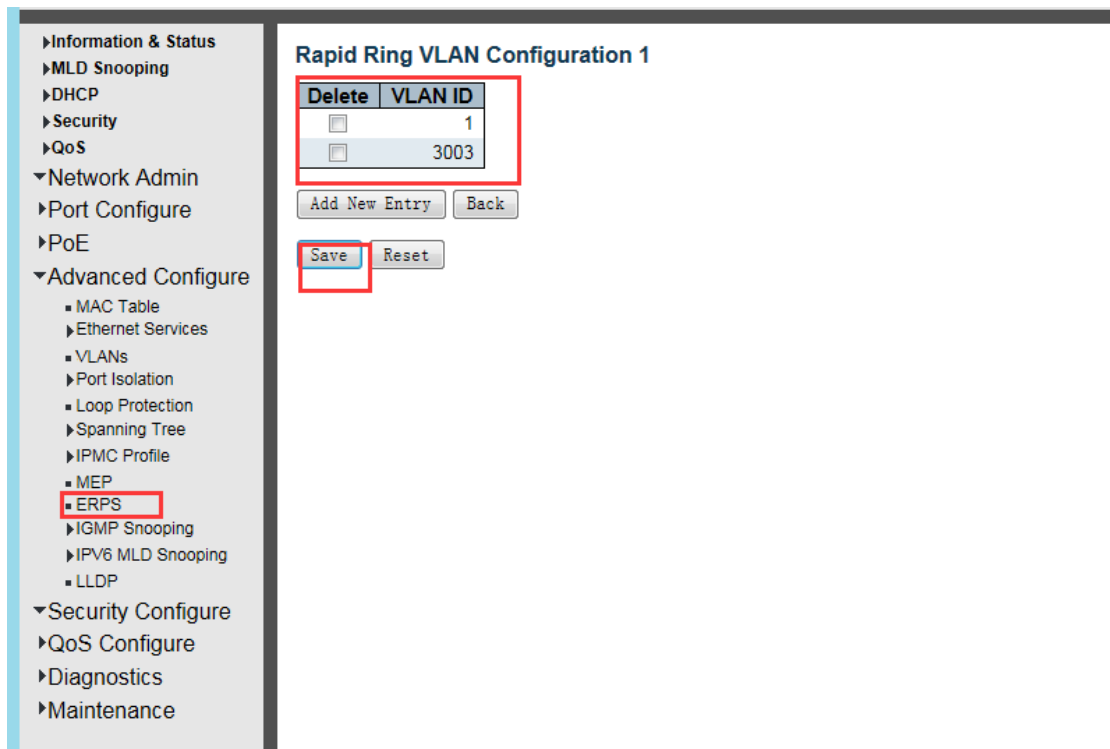 Information & Status
MLD Snooping
DHCP
Security
QoS
Network Admin
Port Configure
PoE
Advanced Configure
MAC Table
Ethernet Services
VLANs
Port Isolation
Loop Protection
Spanning Tree
IPMC Profile
MEP
ERPS
IGMP Snooping
IPV6 MLD Snooping
LLDP
Security Configure
QoS Configure
Diagnostics
Maintenance
Rapid Ring VLAN Configuration 1
Delete VLAN ID
1
3003
Add New Entry Back
Save Reset